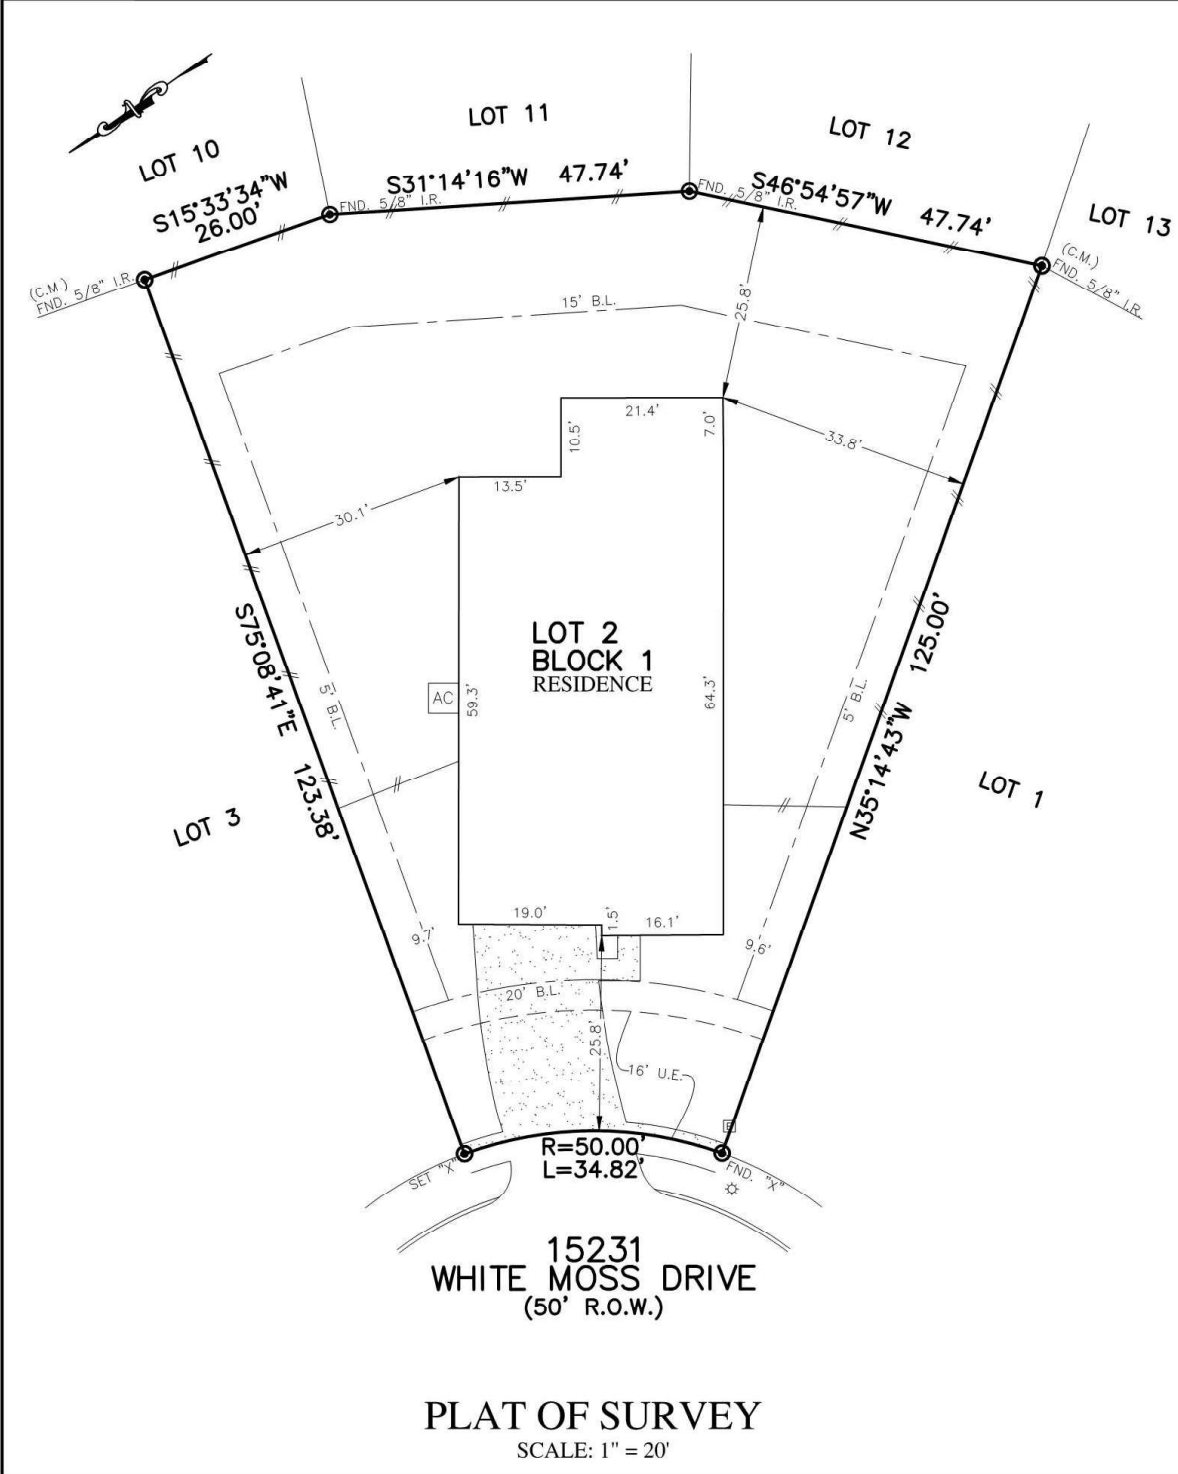 LOT 10
LOT 11
LOT 12
LOT 13
S15°33'34"W
26.00'
S31°14'16"W 47.74'
S46°54'57"W 47.74'
FND. 5/8" I.R.
FND. 5/8" I.R.
(C.M.)
FND. 5/8" I.R.
(C.M.)
FND. 5/8" I.R.
15' B.L.
25.8'
21.4'
7.0'
10.5'
33.8'
13.5'
30.1'
S75°08'41"E 123.38'
5' B.L.
LOT 2
BLOCK 1
RESIDENCE
AC
59.3'
64.3'
5' B.L.
N35°14'43"W 125.00'
LOT 3
LOT 1
19.0'
1.5'
16.1'
9.7'
9.6'
20' B.L.
25.8'
16' U.E.
R=50.00'
L=34.82'
SET "X"
FND. "X"
15231
WHITE MOSS DRIVE
(50' R.O.W.)
PLAT OF SURVEY
SCALE: 1" = 20'